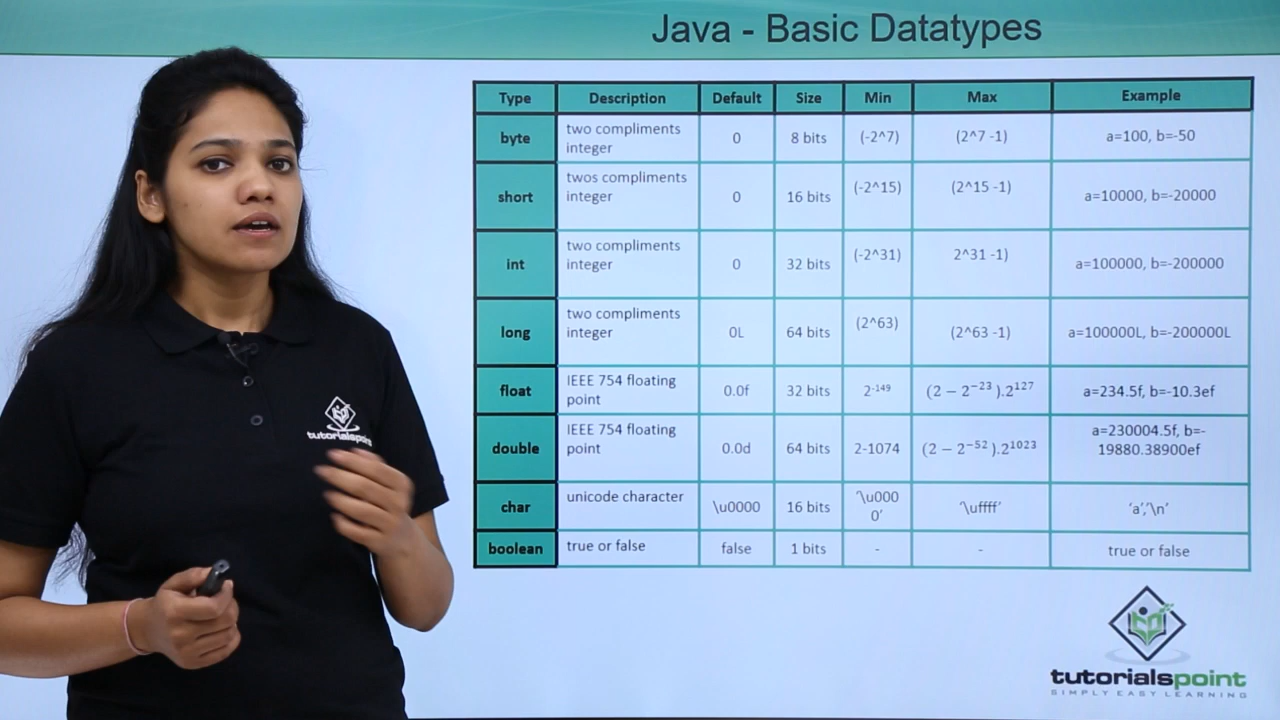 Java - Basic Datatypes
Type Description Default Size Min Max Example
byte two compliments integer 0 8 bits (-2^7) (2^7 -1) a=100, b=-50
short twos compliments integer 0 16 bits (-2^15) (2^15 -1) a=10000, b=-20000
int two compliments integer 0 32 bits (-2^31) 2^31 -1) a=100000, b=-200000
long two compliments integer 0L 64 bits (2^63) (2^63 -1) a=100000L, b=-200000L
float IEEE 754 floating point 0.0f 32 bits 2⁻¹⁴⁹ (2 − 2⁻²³ ).2¹²⁷ a=234.5f, b=-10.3ef
double IEEE 754 floating point 0.0d 64 bits 2-1074 (2 − 2⁻⁵² ).2¹⁰²³ a=230004.5f, b=-19880.38900ef
char unicode character \u0000 16 bits '\u0000' '\uffff' 'a','\n'
boolean true or false false 1 bits - - true or false
tutorialspoint
tutorialspoint
SIMPLY EASY LEARNING